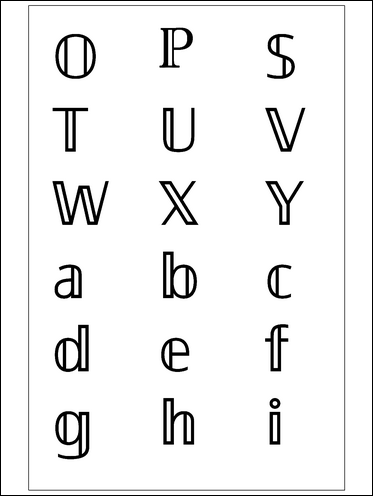 𝕆 ℙ 𝕊
𝕋 𝕌 𝕍
𝕎 𝕏 𝕐
𝕒 𝕓 𝕔
𝕕 𝕖 𝕗
𝕘 𝕙 𝕚